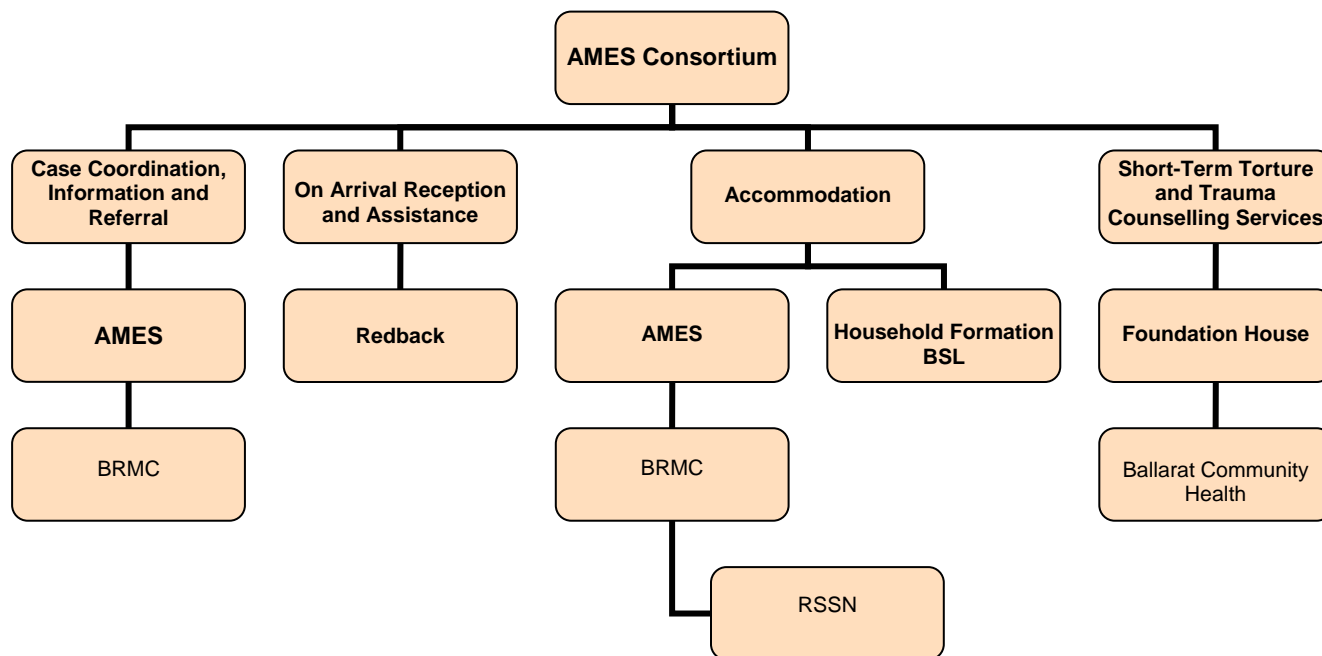 AMES Consortium
Case Coordination,
Information and
Referral
On Arrival Reception
and Assistance
Accommodation
Short-Term Torture
and Trauma
Counselling Services
AMES
Redback
AMES
Household Formation
BSL
Foundation House
BRMC
BRMC
Ballarat Community
Health
RSSN